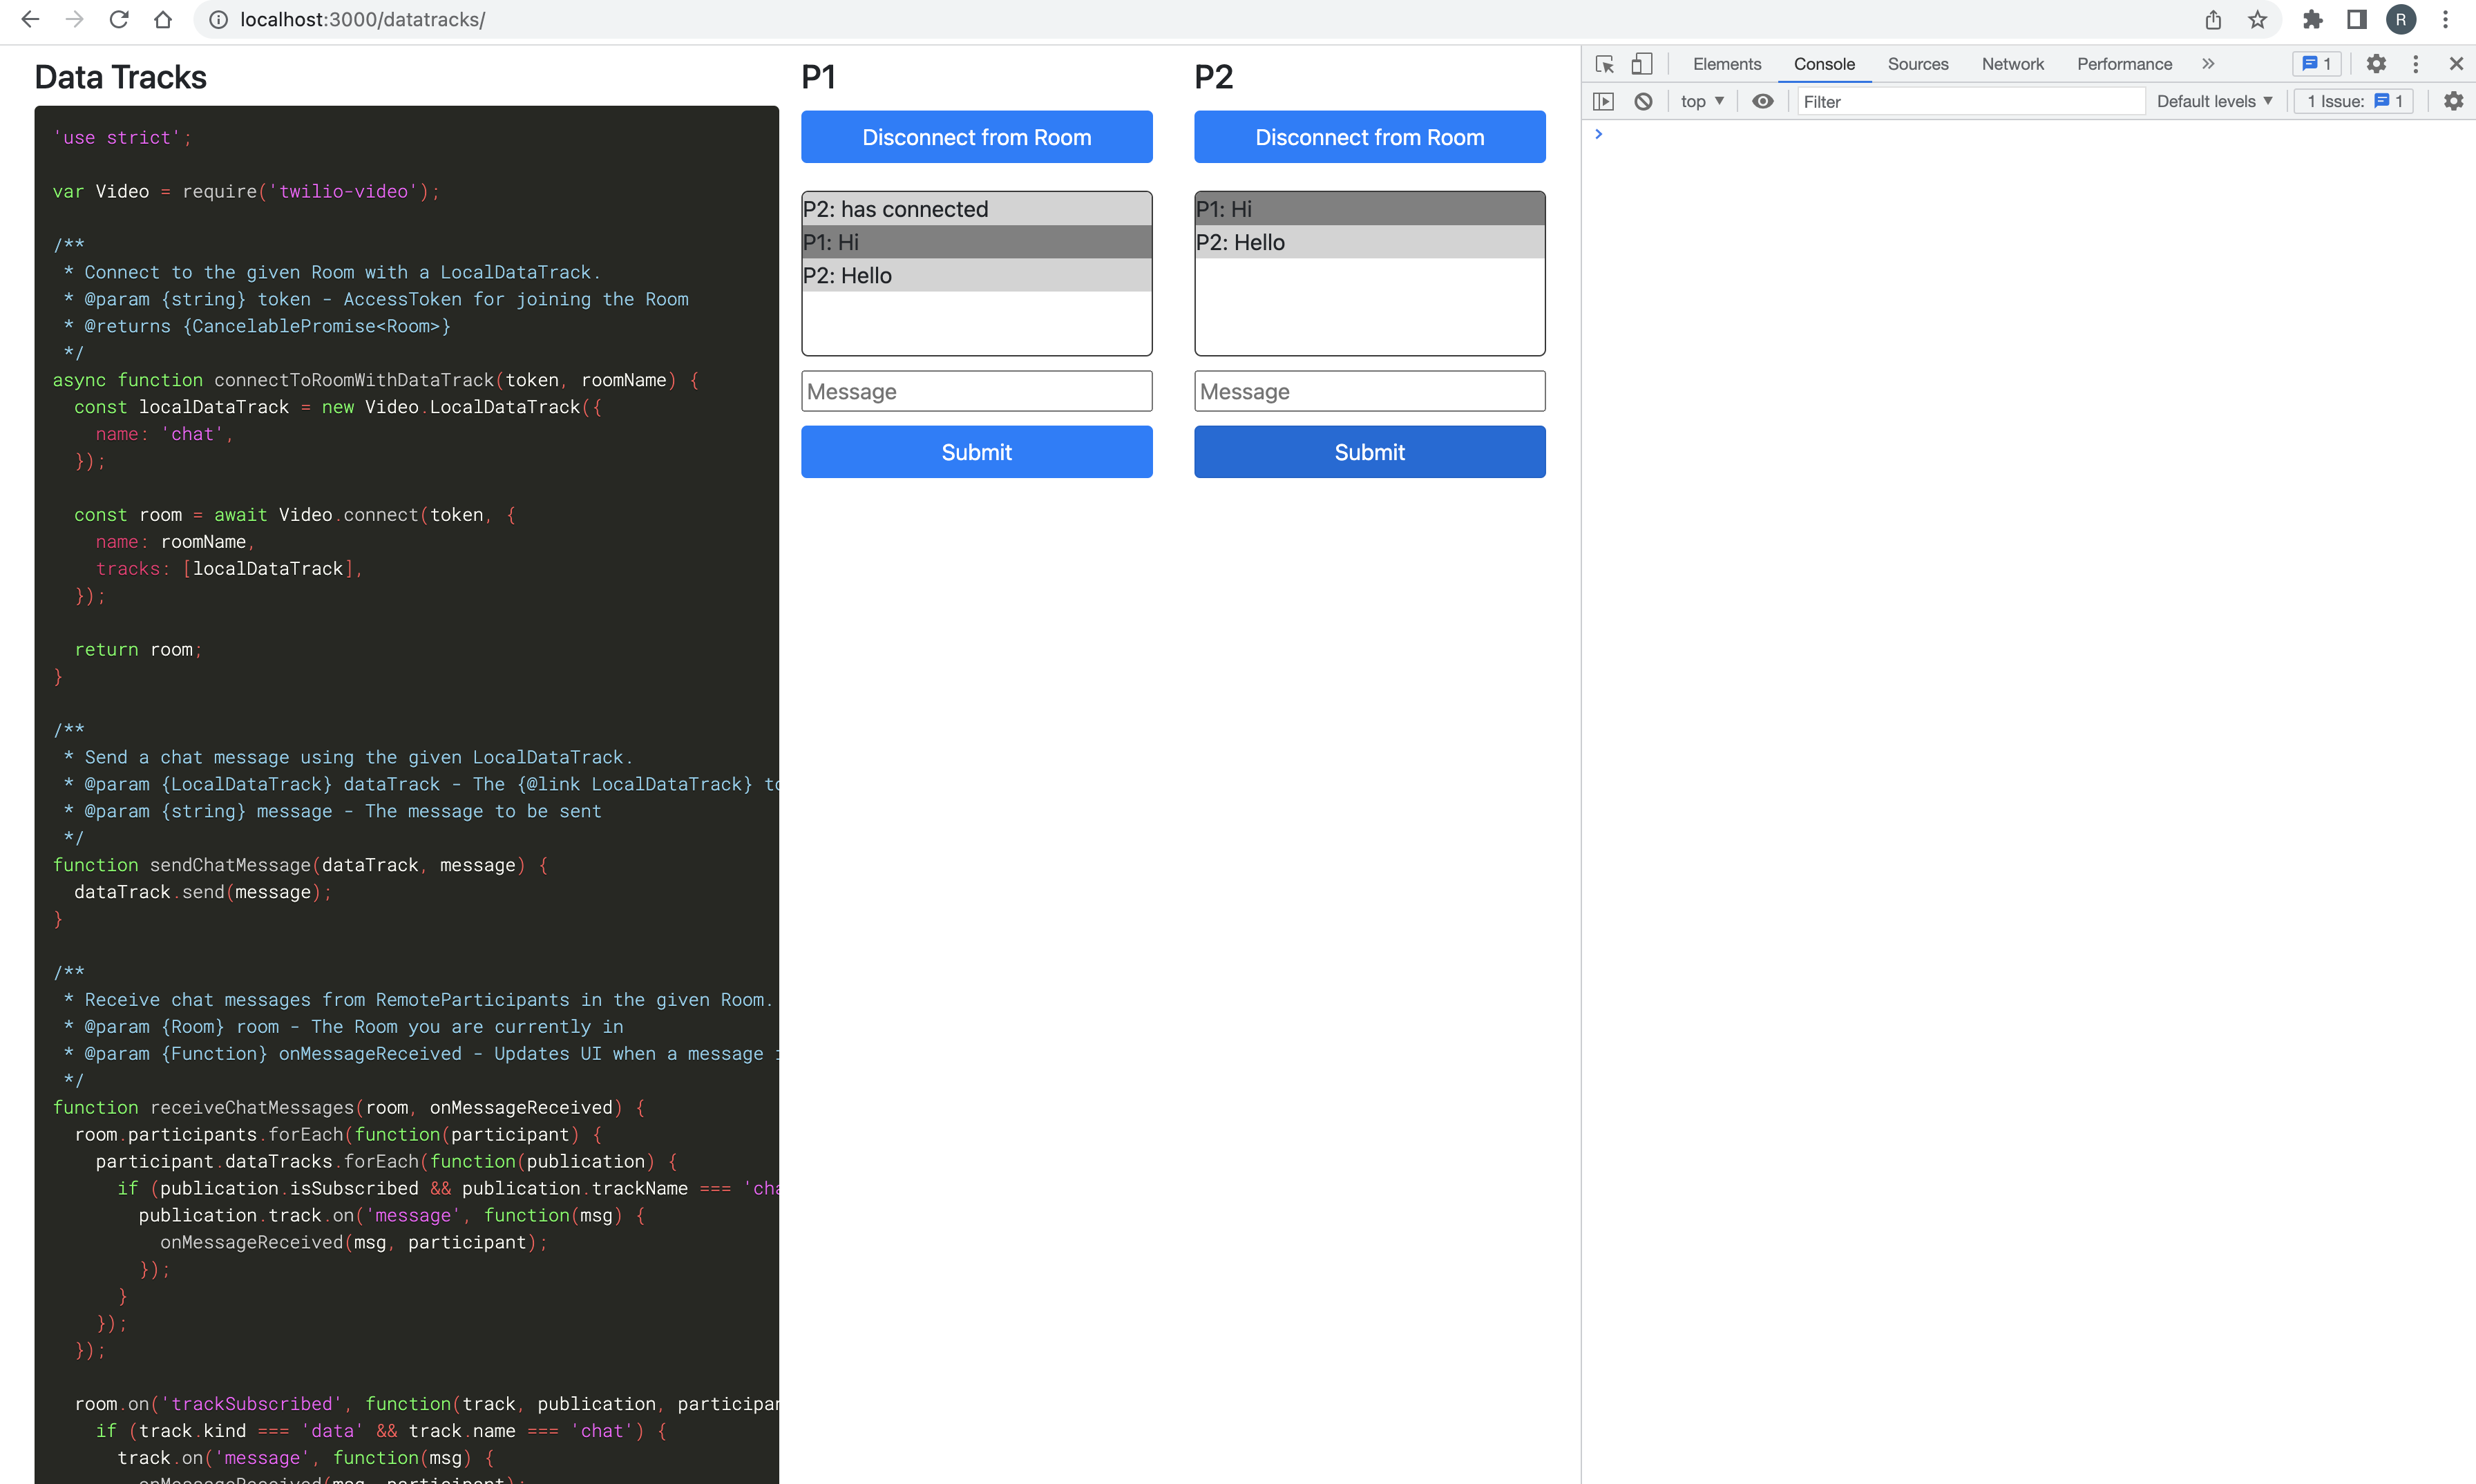 localhost:3000/datatracks/
R
Data Tracks
'use strict';
var Video = require('twilio-video');
/**
 * Connect to the given Room with a LocalDataTrack.
 * @param {string} token - AccessToken for joining the Room
 * @returns {CancelablePromise<Room>}
 */
async function connectToRoomWithDataTrack(token, roomName) {
  const localDataTrack = new Video.LocalDataTrack({
    name: 'chat',
  });
  const room = await Video.connect(token, {
    name: roomName,
    tracks: [localDataTrack],
  });
  return room;
}
/**
 * Send a chat message using the given LocalDataTrack.
 * @param {LocalDataTrack} dataTrack - The {@link LocalDataTrack} to
 * @param {string} message - The message to be sent
 */
function sendChatMessage(dataTrack, message) {
  dataTrack.send(message);
}
/**
 * Receive chat messages from RemoteParticipants in the given Room.
 * @param {Room} room - The Room you are currently in
 * @param {Function} onMessageReceived - Updates UI when a message
 */
function receiveChatMessages(room, onMessageReceived) {
  room.participants.forEach(function(participant) {
    participant.dataTracks.forEach(function(publication) {
      if (publication.isSubscribed && publication.trackName === 'cha
        publication.track.on('message', function(msg) {
          onMessageReceived(msg, participant);
        });
      }
    });
  });
  room.on('trackSubscribed', function(track, publication, participan
    if (track.kind === 'data' && track.name === 'chat') {
      track.on('message', function(msg) {
        onMessageReceived(msg, participant);
P1
Disconnect from Room
P2: has connected
P1: Hi
P2: Hello
Message
Submit
P2
Disconnect from Room
P1: Hi
P2: Hello
Message
Submit
Elements Console Sources Network Performance » 1
top Filter Default levels 1 Issue: 1